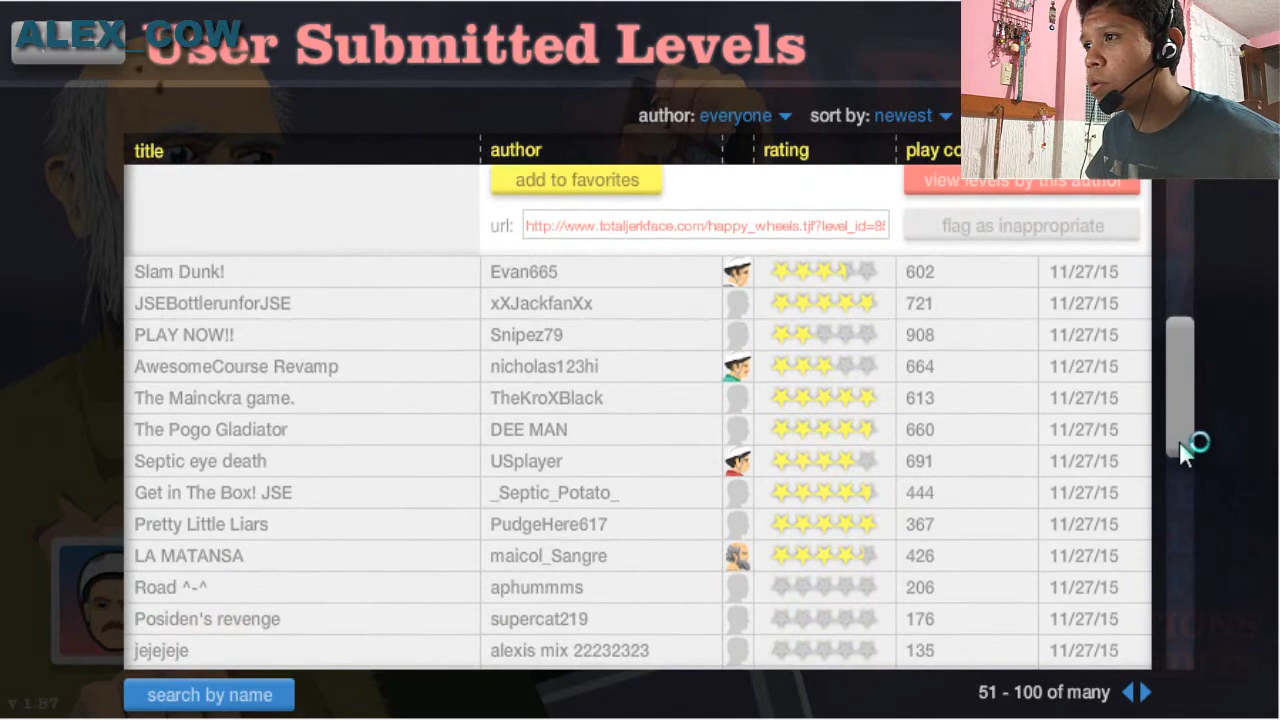 ALEX_COW
User Submitted Levels
author: everyone sort by: newest
title author rating play co
add to favorites view levels by this author
url: http://www.totaljerkface.com/happy_wheels.tjf?level_id=8 flag as inappropriate
Slam Dunk! Evan665 602 11/27/15
JSEBottlerunforJSE xXJackfanXx 721 11/27/15
PLAY NOW!! Snipez79 908 11/27/15
AwesomeCourse Revamp nicholas123hi 664 11/27/15
The Mainckra game. TheKroXBlack 613 11/27/15
The Pogo Gladiator DEE MAN 660 11/27/15
Septic eye death USplayer 691 11/27/15
Get in The Box! JSE _Septic_Potato_ 444 11/27/15
Pretty Little Liars PudgeHere617 367 11/27/15
LA MATANSA maicol_Sangre 426 11/27/15
Road ^-^ aphummms 206 11/27/15
Posiden's revenge supercat219 176 11/27/15
jejejeje alexis mix 22232323 135 11/27/15
search by name 51 - 100 of many
v 1.87